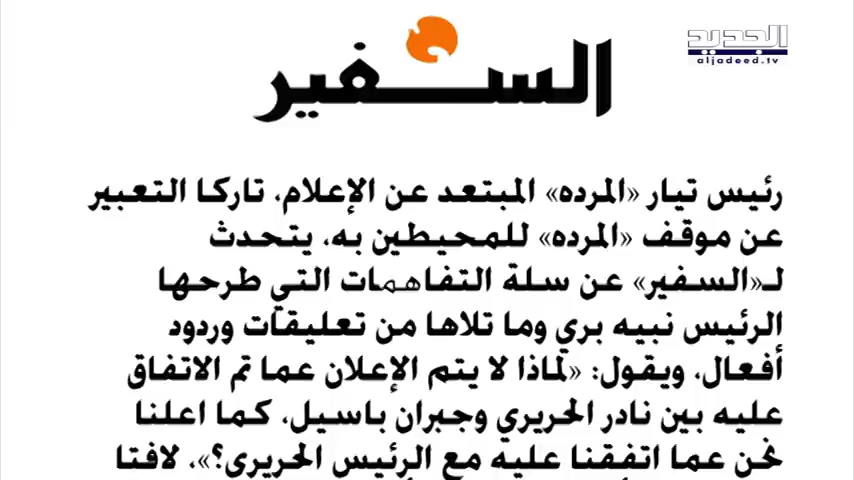 الجديد
aljadeed.tv
السفير
رئيس تيار «المرده» المبتعد عن الإعلام، تاركا التعبير
عن موقف «المرده» للمحيطين به، يتحدث
لـ«السفير» عن سلة التفاهمات التي طرحها
الرئيس نبيه بري وما تلاها من تعليقات وردود
أفعال، ويقول: «لماذا لا يتم الإعلان عما تم الاتفاق
عليه بين نادر الحريري وجبران باسيل، كما اعلنا
نحن عما اتفقنا عليه مع الرئيس الحريري؟»، لافتا